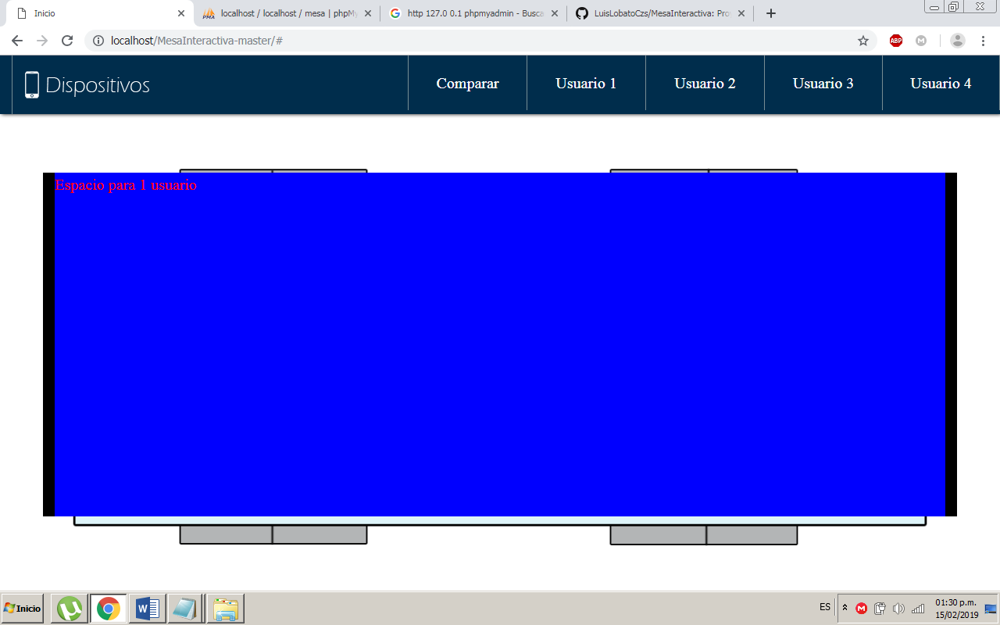 Inicio
localhost / localhost / mesa | phpMy
http 127.0 0.1 phpmyadmin - Busca
LuisLobatoCzs/MesaInteractiva: Pro
localhost/MesaInteractiva-master/#
ABP
M
Dispositivos
Comparar
Usuario 1
Usuario 2
Usuario 3
Usuario 4
Espacio para 1 usuario
Inicio
ES
01:30 p.m.
15/02/2019